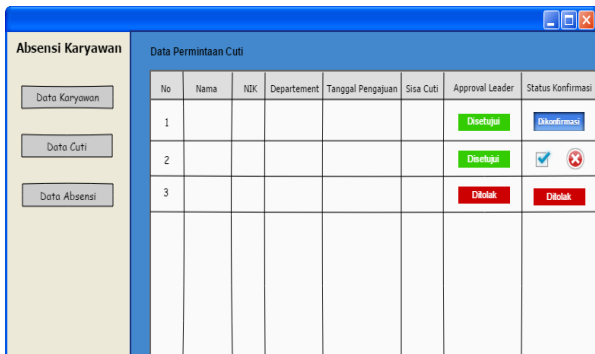 Absensi Karyawan
Data Karyawan
Data Cuti
Data Absensi
Data Permintaan Cuti
No Nama NIK Departement Tanggal Pengajuan Sisa Cuti Approval Leader Status Konfirmasi
1 Disetujui Dikonfirmasi
2 Disetujui
3 Ditolak Ditolak